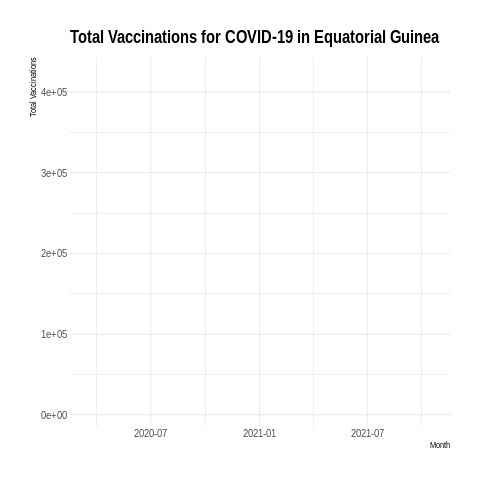 Total Vaccinations for COVID-19 in Equatorial Guinea
Total Vaccinations
4e+05
3e+05
2e+05
1e+05
0e+00
2020-07
2021-01
2021-07
Month